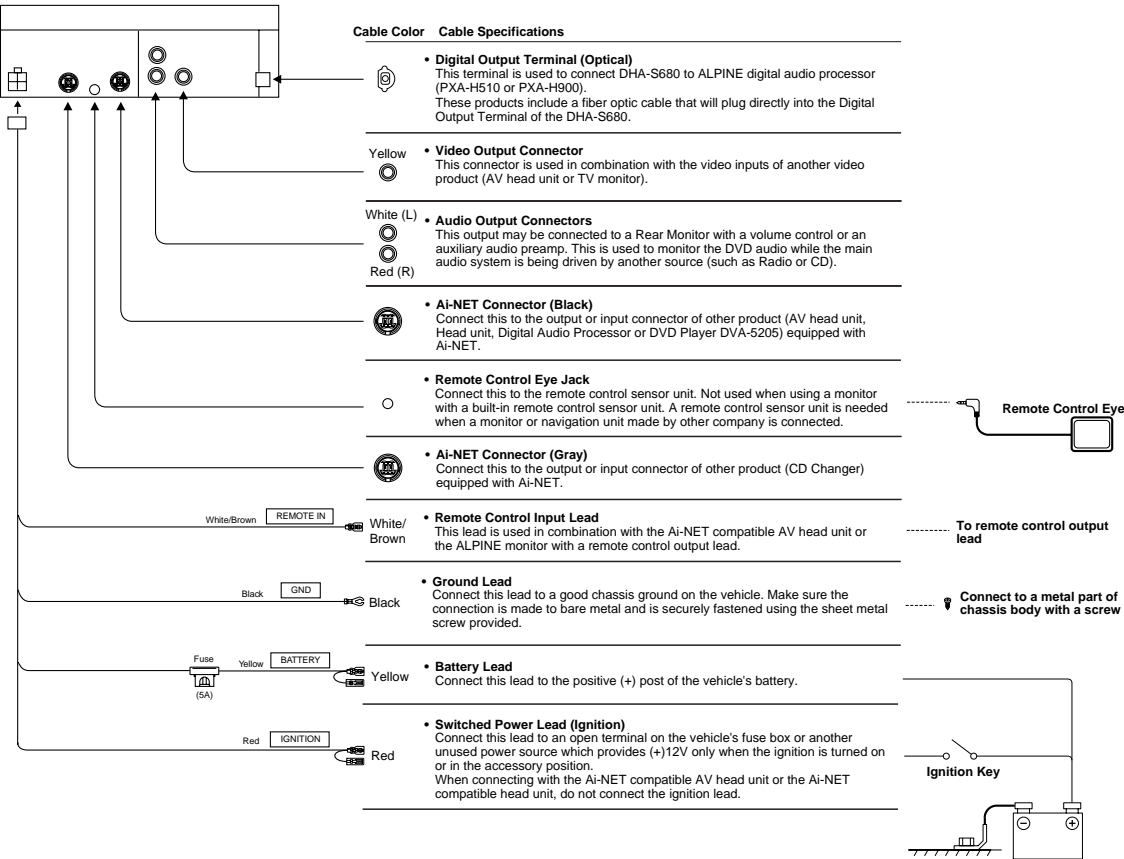 Cable Color Cable Specifications
• Digital Output Terminal (Optical)
This terminal is used to connect DHA-S680 to ALPINE digital audio processor
(PXA-H510 or PXA-H900).
These products include a fiber optic cable that will plug directly into the Digital
Output Terminal of the DHA-S680.
Yellow
• Video Output Connector
This connector is used in combination with the video inputs of another video
product (AV head unit or TV monitor).
White (L)
Red (R)
• Audio Output Connectors
This output may be connected to a Rear Monitor with a volume control or an
auxiliary audio preamp. This is used to monitor the DVD audio while the main
audio system is being driven by another source (such as Radio or CD).
• Ai-NET Connector (Black)
Connect this to the output or input connector of other product (AV head unit,
Head unit, Digital Audio Processor or DVD Player DVA-5205) equipped with
Ai-NET.
• Remote Control Eye Jack
Connect this to the remote control sensor unit. Not used when using a monitor
with a built-in remote control sensor unit. A remote control sensor unit is needed
when a monitor or navigation unit made by other company is connected.
Remote Control Eye
• Ai-NET Connector (Gray)
Connect this to the output or input connector of other product (CD Changer)
equipped with Ai-NET.
White/Brown REMOTE IN
White/
Brown
• Remote Control Input Lead
This lead is used in combination with the Ai-NET compatible AV head unit or
the ALPINE monitor with a remote control output lead.
To remote control output
lead
Black GND
Black
• Ground Lead
Connect this lead to a good chassis ground on the vehicle. Make sure the
connection is made to bare metal and is securely fastened using the sheet metal
screw provided.
Connect to a metal part of
chassis body with a screw
Fuse
(5A)
Yellow BATTERY
Yellow
• Battery Lead
Connect this lead to the positive (+) post of the vehicle's battery.
Red IGNITION
Red
• Switched Power Lead (Ignition)
Connect this lead to an open terminal on the vehicle's fuse box or another
unused power source which provides (+)12V only when the ignition is turned on
or in the accessory position.
When connecting with the Ai-NET compatible AV head unit or the Ai-NET
compatible head unit, do not connect the ignition lead.
Ignition Key
− +